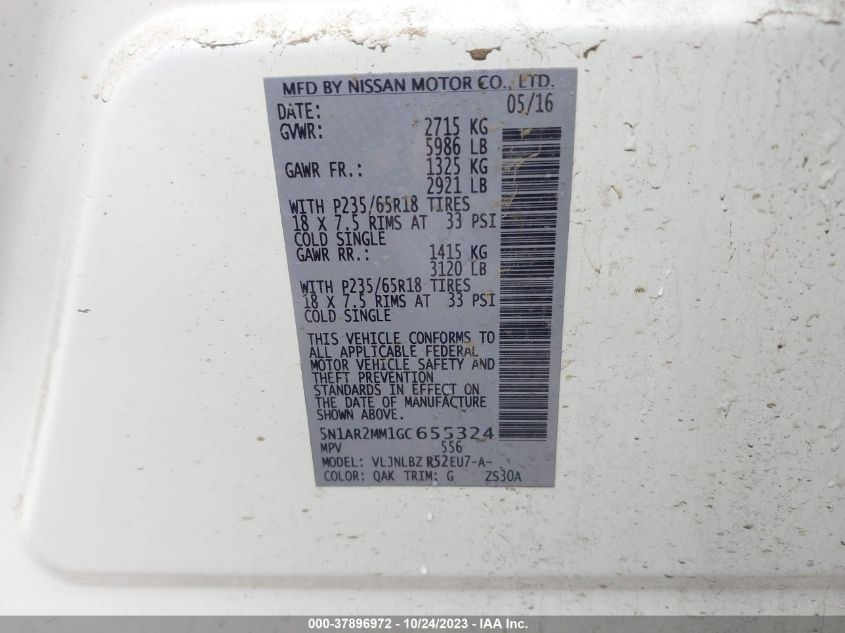 MFD BY NISSAN MOTOR CO., LTD.
DATE: 05/16
GVWR: 2715 KG
5986 LB
GAWR FR.: 1325 KG
2921 LB
WITH P235/65R18 TIRES
18 X 7.5 RIMS AT 33 PSI
COLD SINGLE
GAWR RR.: 1415 KG
3120 LB
WITH P235/65R18 TIRES
18 X 7.5 RIMS AT 33 PSI
COLD SINGLE
THIS VEHICLE CONFORMS TO
ALL APPLICABLE FEDERAL
MOTOR VEHICLE SAFETY AND
THEFT PREVENTION
STANDARDS IN EFFECT ON
THE DATE OF MANUFACTURE
SHOWN ABOVE.
5N1AR2MM1GC655324
MPV 556
MODEL: VLJNLBZ R52EU7-A-
COLOR: QAK TRIM: G ZS30A
000-37896972 - 10/24/2023 - IAA Inc.